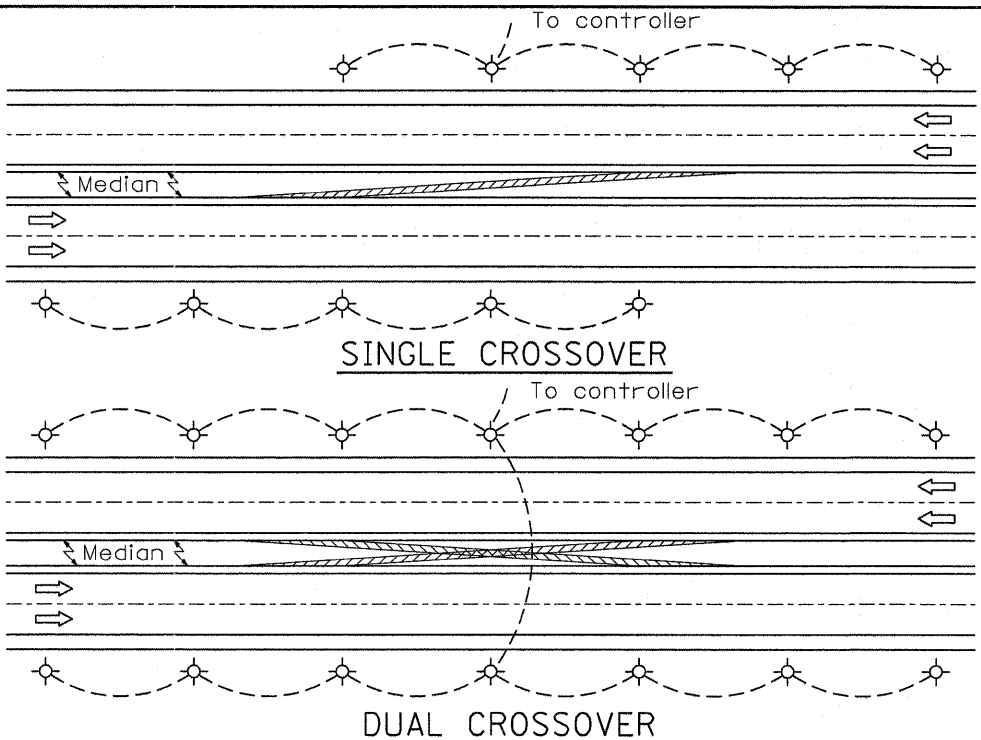 To controller
Median
SINGLE CROSSOVER
To controller
Median
DUAL CROSSOVER